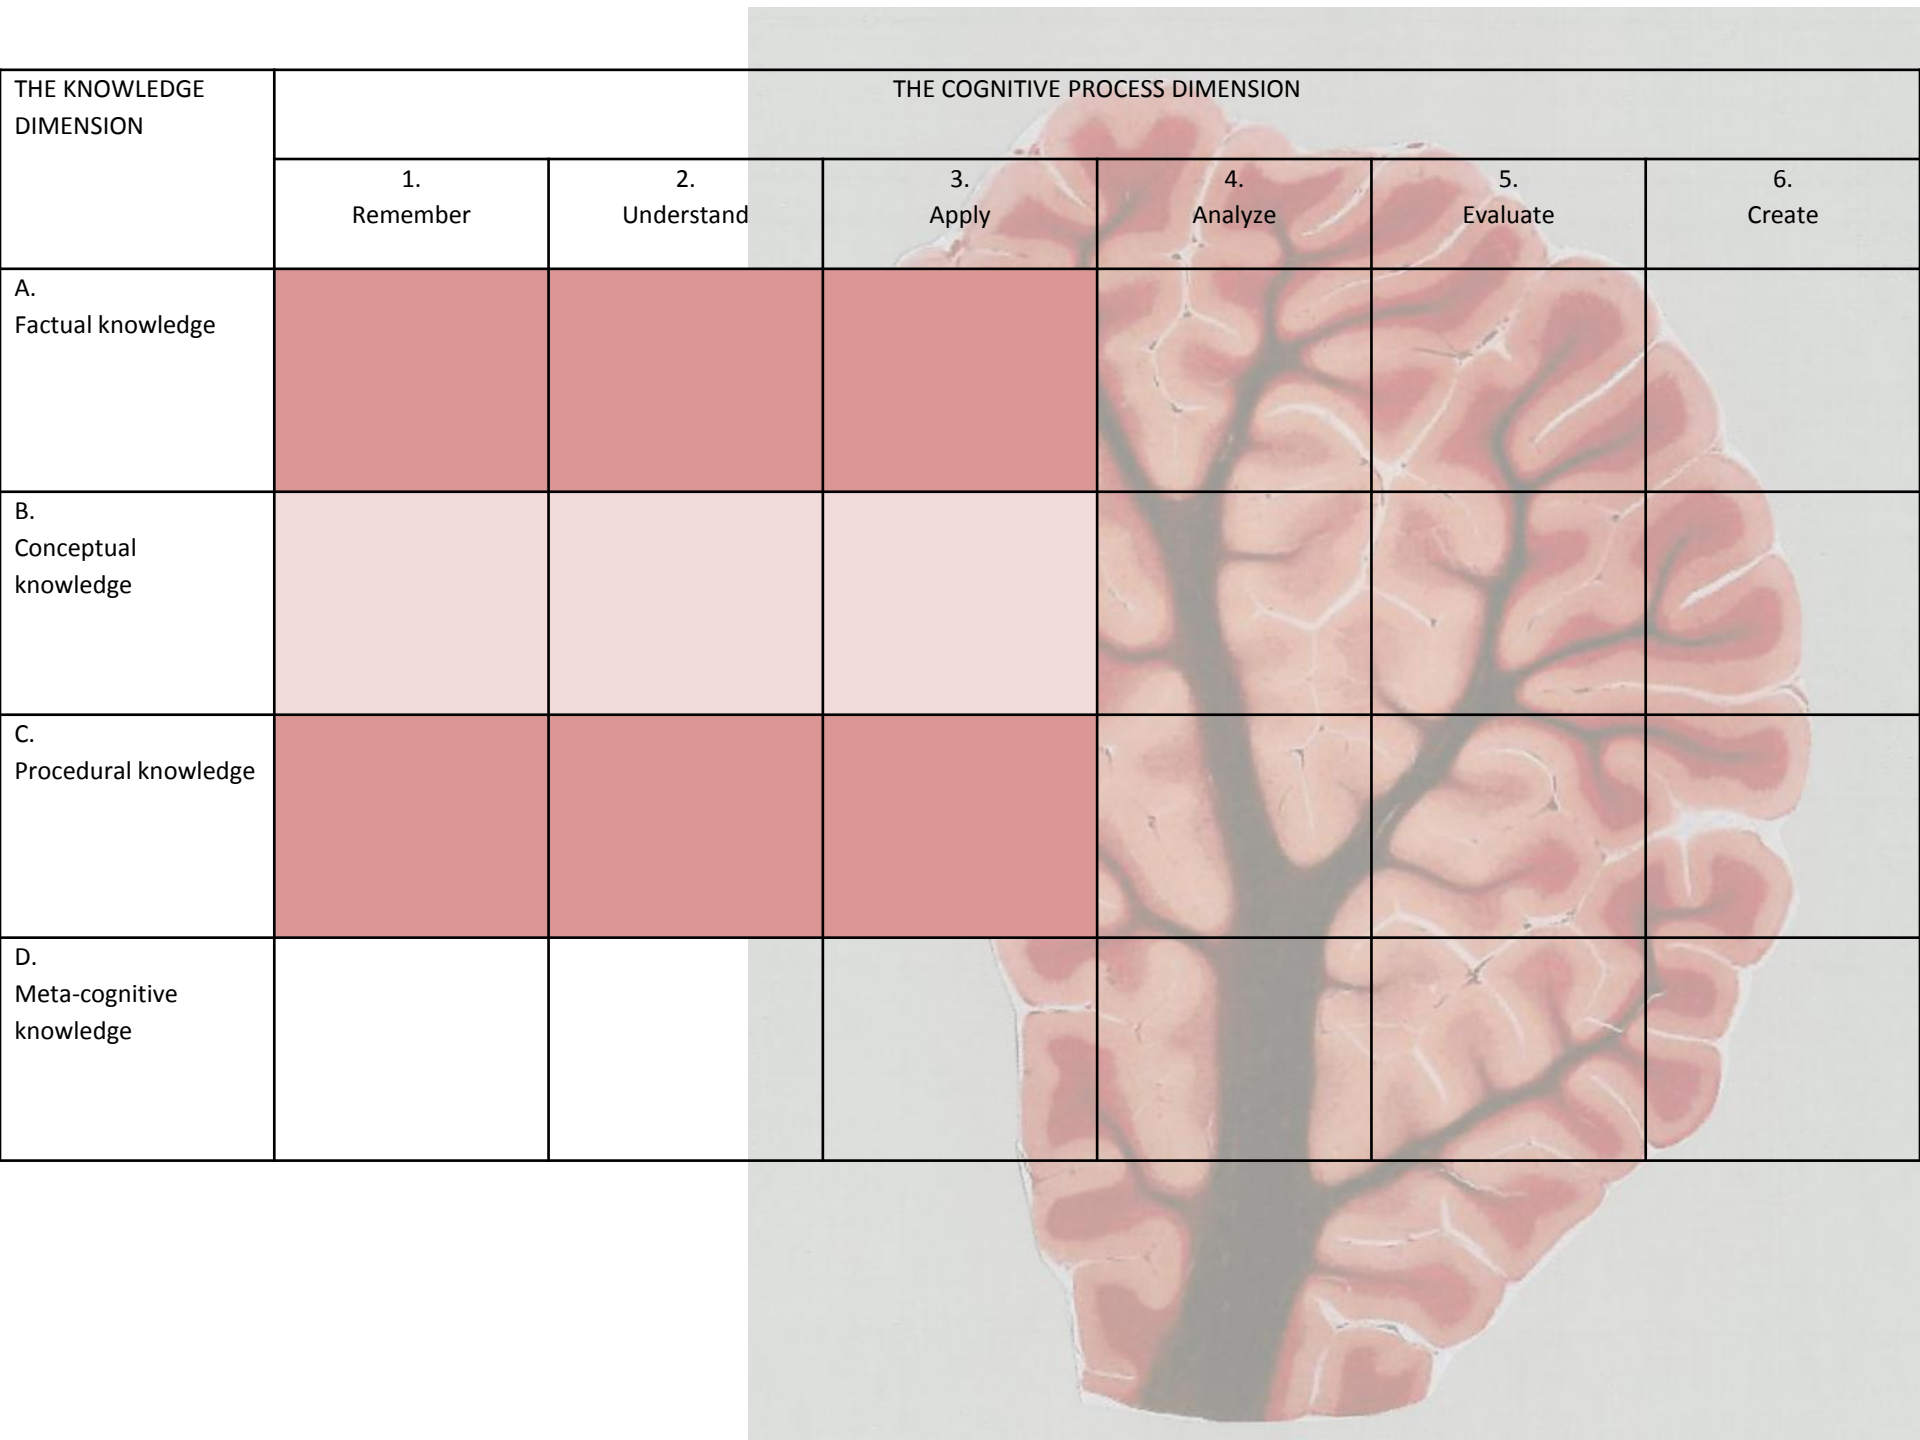 THE KNOWLEDGE
DIMENSION
THE COGNITIVE PROCESS DIMENSION
1.
Remember
2.
Understand
3.
Apply
4.
Analyze
5.
Evaluate
6.
Create
A.
Factual knowledge
B.
Conceptual
knowledge
C.
Procedural knowledge
D.
Meta-cognitive
knowledge